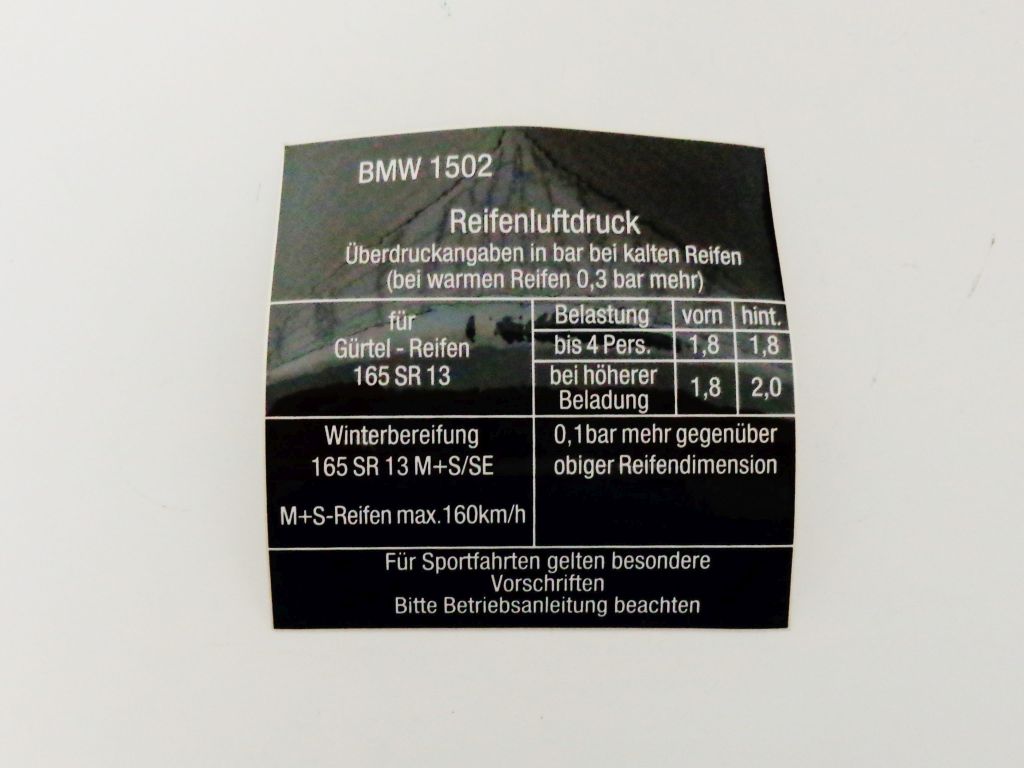 BMW 1502
Reifenluftdruck
Überdruckangaben in bar bei kalten Reifen
(bei warmen Reifen 0,3 bar mehr)
für
Gürtel - Reifen
165 SR 13
Belastung vorn hint.
bis 4 Pers. 1,8 1,8
bei höherer
Beladung 1,8 2,0
Winterbereifung
165 SR 13 M+S/SE
M+S-Reifen max.160km/h
0,1bar mehr gegenüber
obiger Reifendimension
Für Sportfahrten gelten besondere
Vorschriften
Bitte Betriebsanleitung beachten